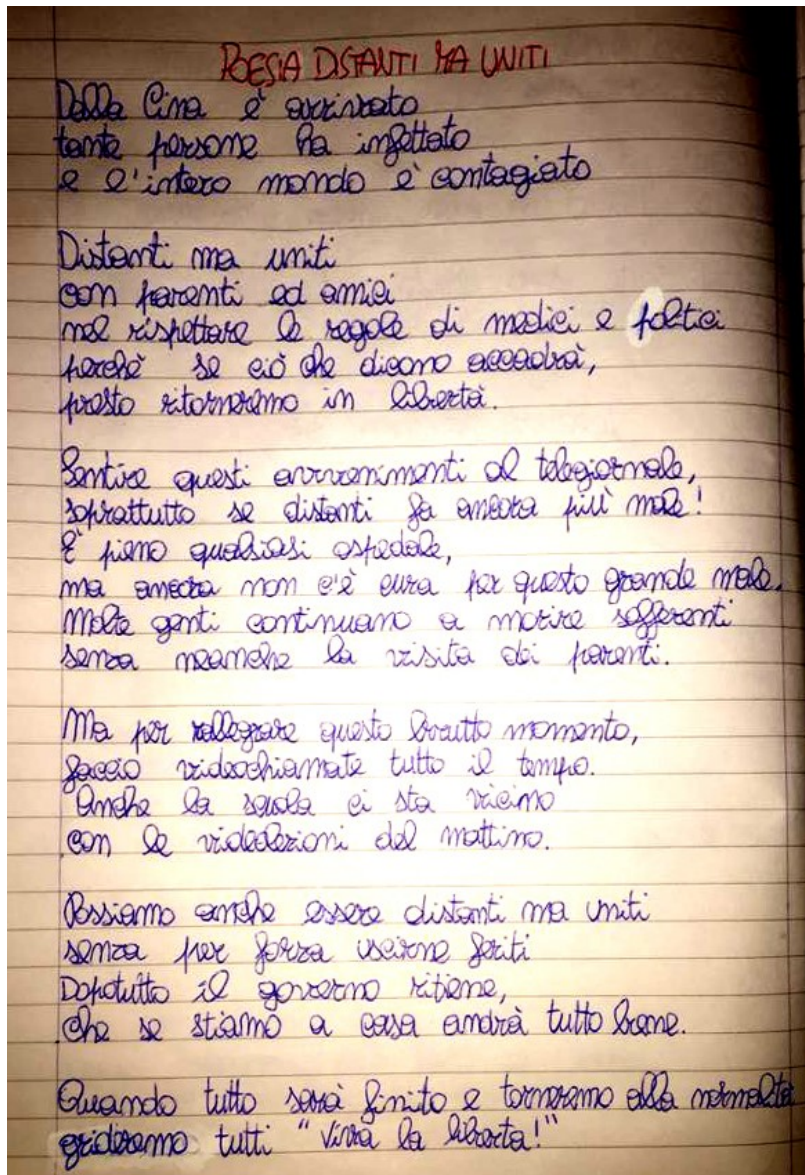 POESIA DISTANTI MA UNITI
Dalla Cina è arrivato
tante persone ha infettato
e l'intero mondo è contagiato
Distanti ma uniti
con parenti ed amici
nel rispettare le regole di medici e politici
perchè se ciò che dicono accadrà,
presto ritorneremo in libertà.
Sentire questi avvenimenti al telegiornale,
soprattutto se distanti fa ancora più male!
È pieno qualsiasi ospedale,
ma ancora non c'è cura per questo grande male.
Molte genti continuano a morire sofferenti
senza neanche la visita dei parenti.
Ma per rallegrare questo brutto momento,
faccio videochiamate tutto il tempo.
Anche la scuola ci sta vicino
con le videolezioni del mattino.
Possiamo anche essere distanti ma uniti
senza per forza uscirne feriti
Dopotutto il governo ritiene,
che se stiamo a casa andrà tutto bene.
Quando tutto sarà finito e torneremo alla normalità
grideremo tutti "Viva la libertà!"